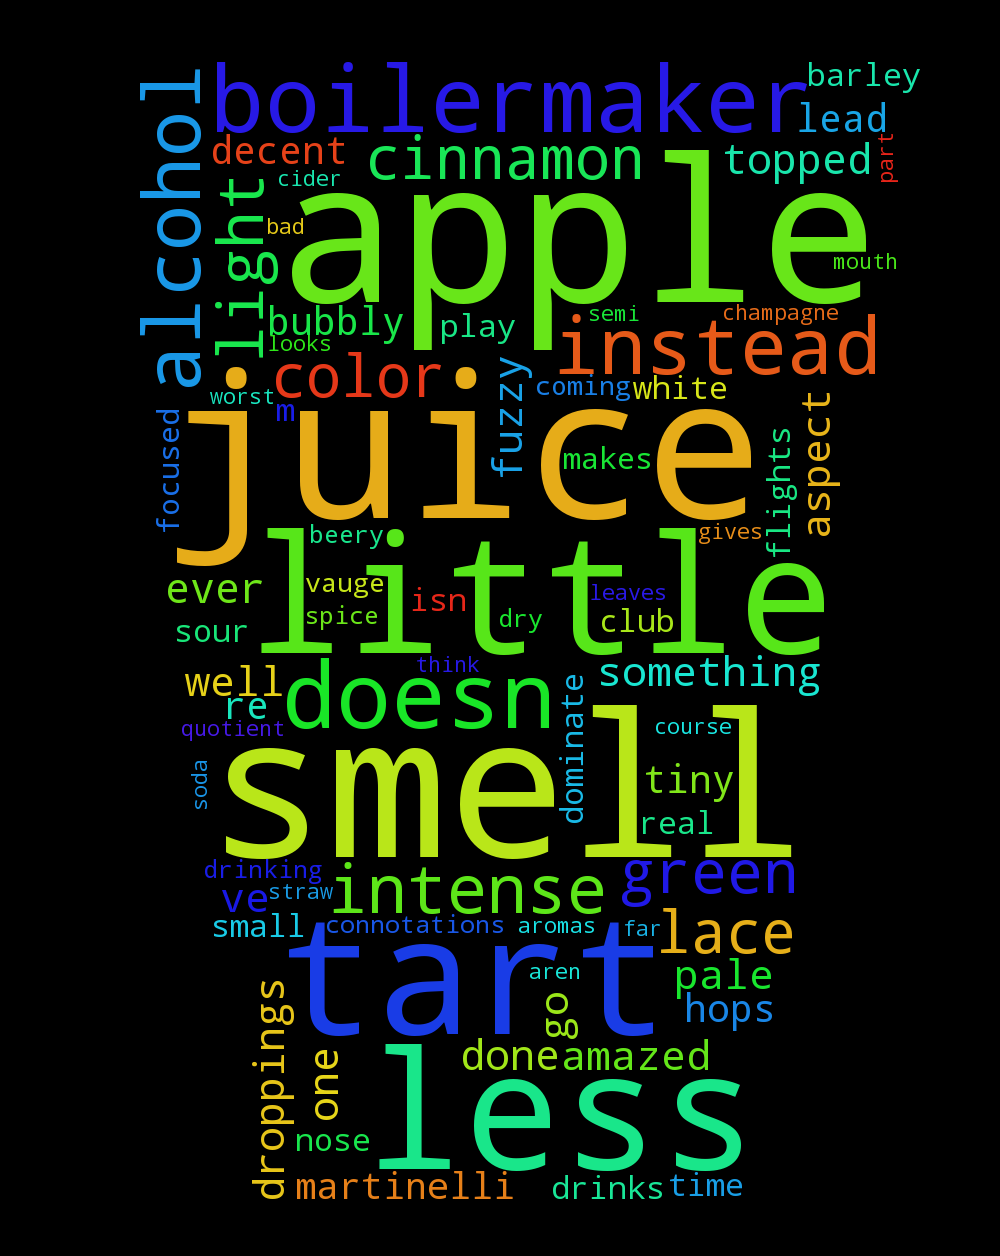 barley
boilermaker
alcohol
lead
part
decent
cinnamon
topped
cider
light
apple
bad
mouth
bubbly
play
semi
champagne
looks
instead
color
fuzzy
coming
white
worst
m
juice
focused
aspect
makes
flights
beery
little
gives
ever
vauge
isn
leaves
spice
dry
club
sour
think
something
well
doesn
re
dominate
quotient
course
smell
soda
tiny
real
drinking
intense
green
ve
straw
small
connotations
aromas
far
lace
tart
aren
pale
go
hops
droppings
one
done
amazed
less
nose
martinelli
drinks
time